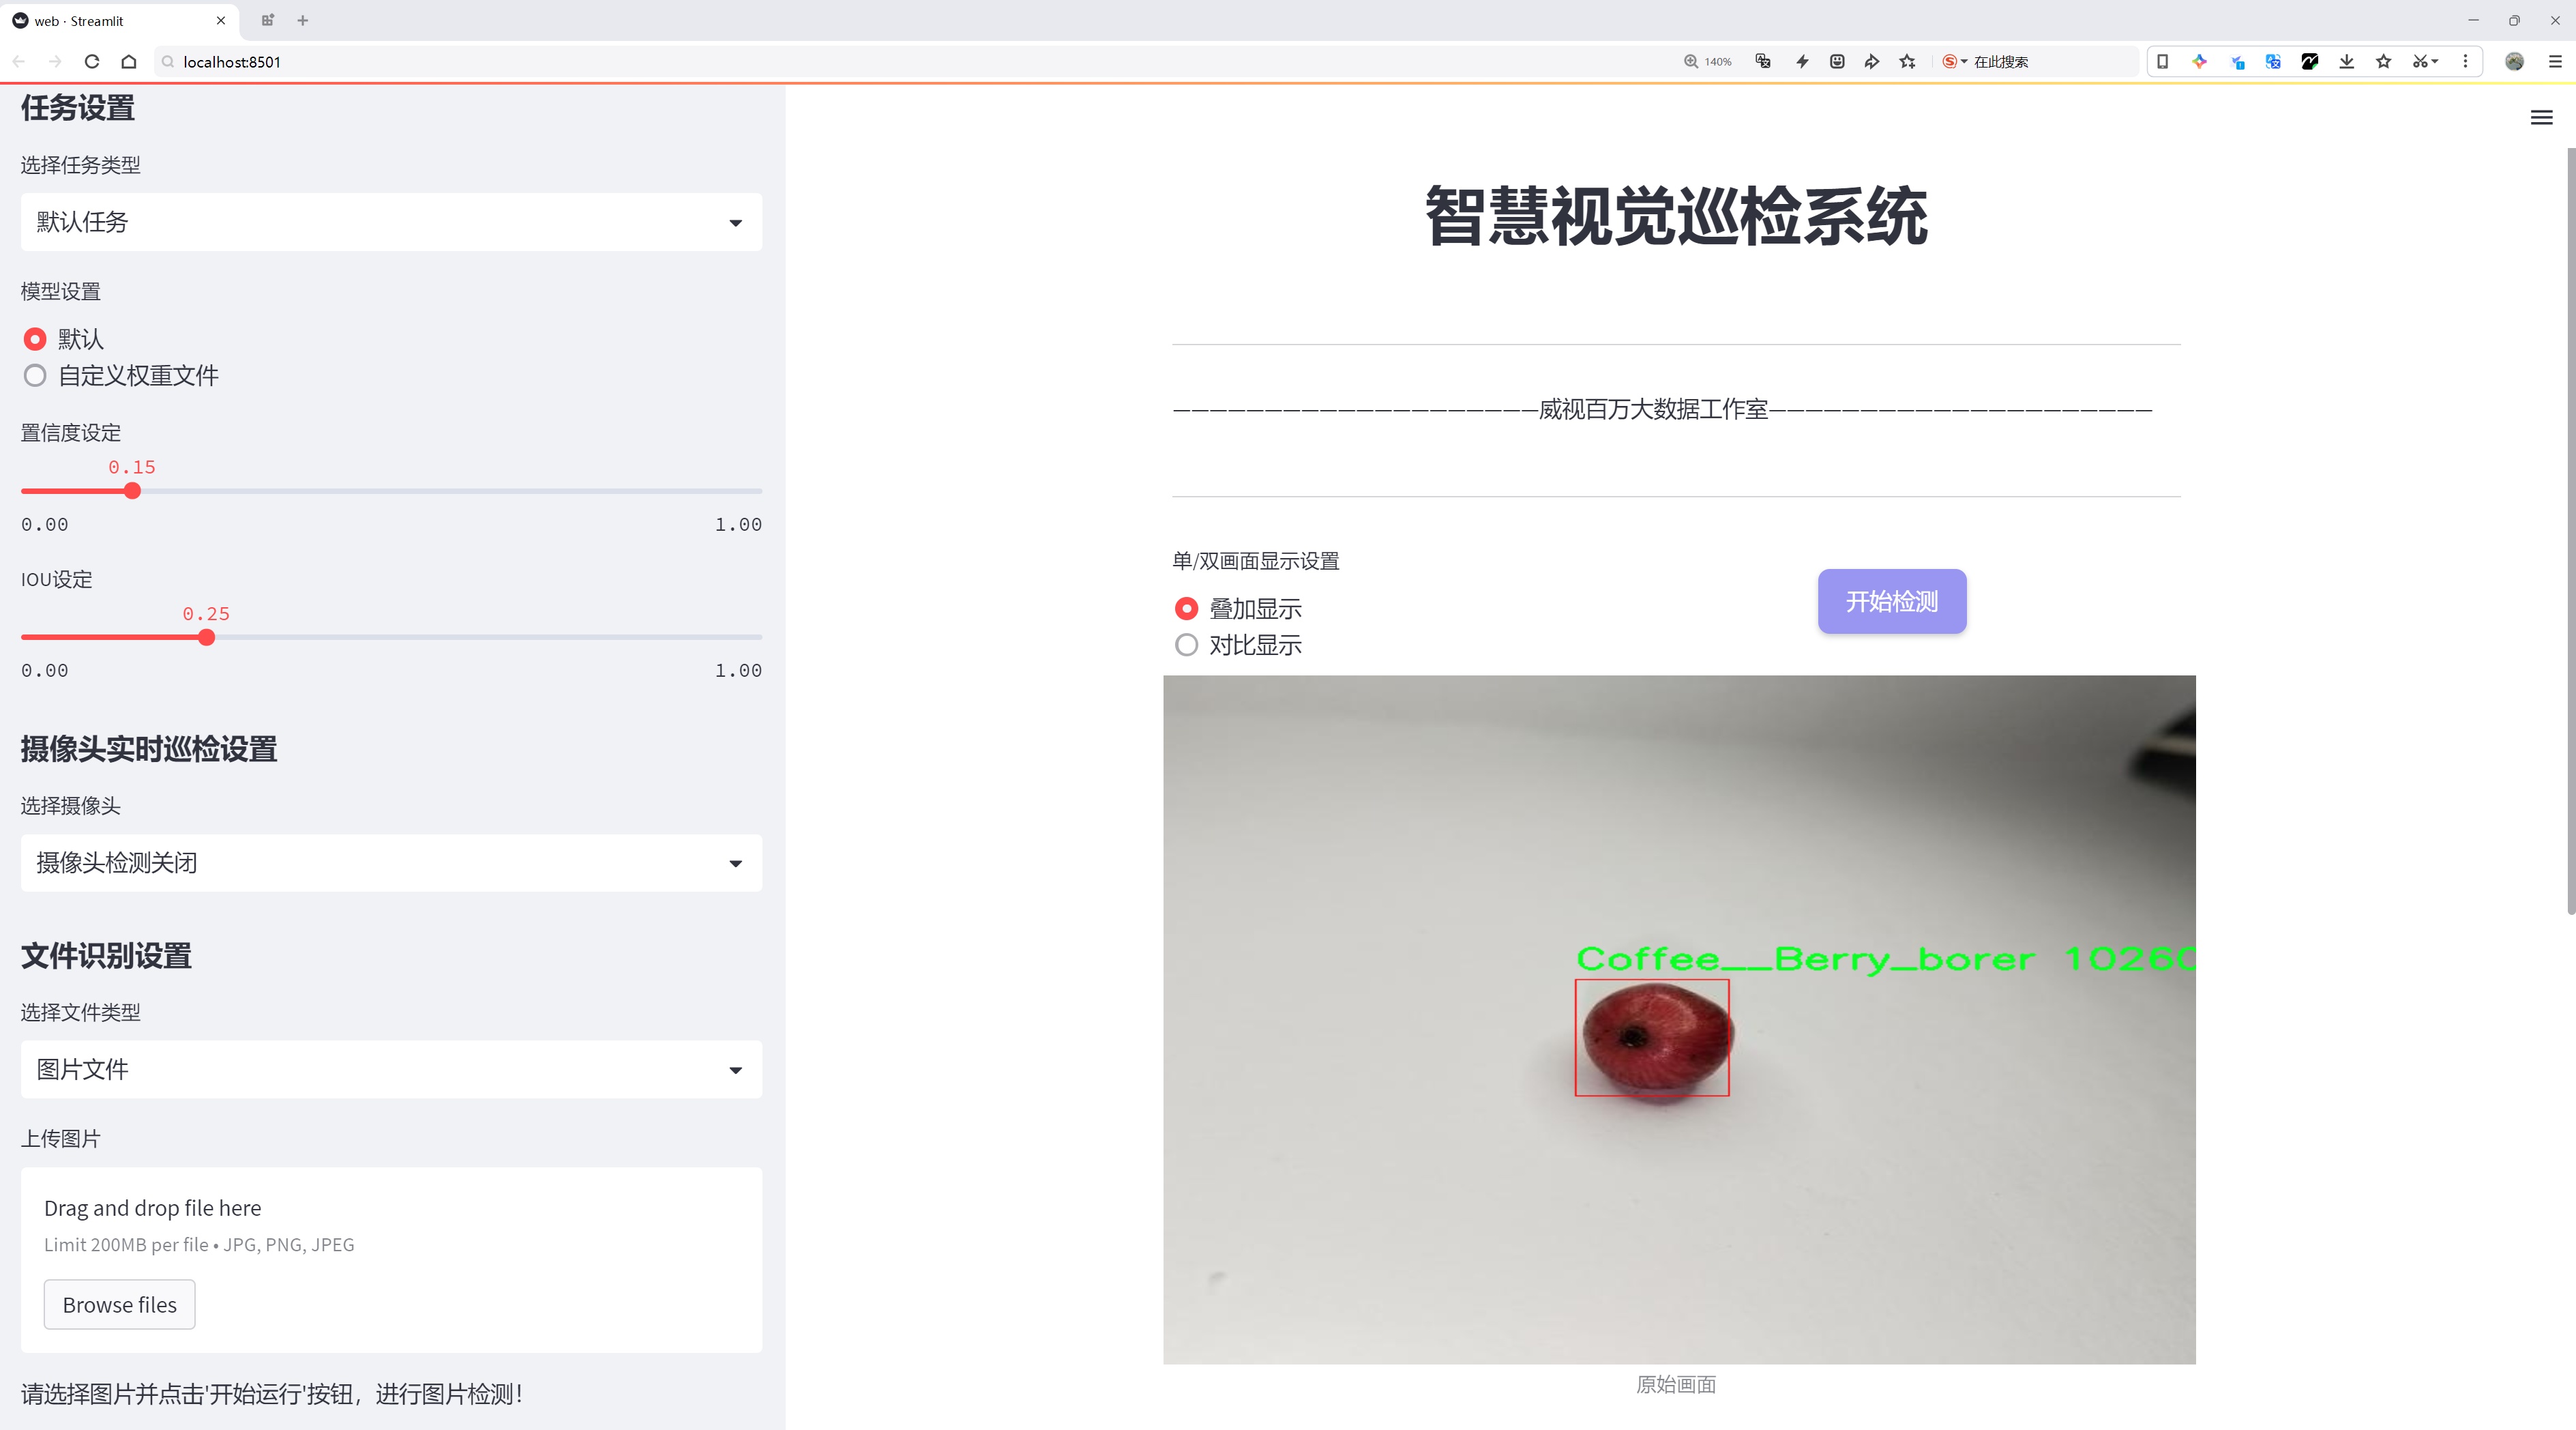 web · Streamlit
localhost:8501
140%
在此搜索
任务设置
选择任务类型
默认任务
模型设置
默认
自定义权重文件
置信度设定
0.15
0.00
1.00
IOU设定
0.25
0.00
1.00
摄像头实时巡检设置
选择摄像头
摄像头检测关闭
文件识别设置
选择文件类型
图片文件
上传图片
Drag and drop file here
Limit 200MB per file • JPG, PNG, JPEG
Browse files
请选择图片并点击'开始运行'按钮，进行图片检测！
智慧视觉巡检系统
————————————————————威视百万大数据工作室—————————————————————
单/双画面显示设置
叠加显示
对比显示
开始检测
Coffee__Berry_borer 10260
原始画面